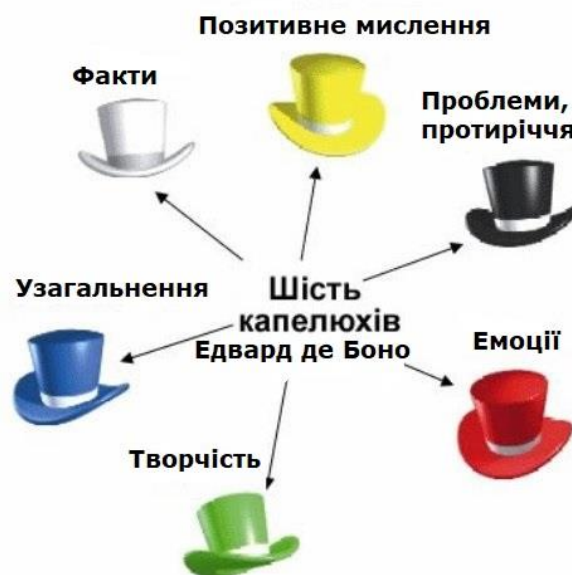 Позитивне мислення
Факти
Проблеми,
протиріччя
Узагальнення
Шість
капелюхів
Едвард де Боно
Емоції
Творчість